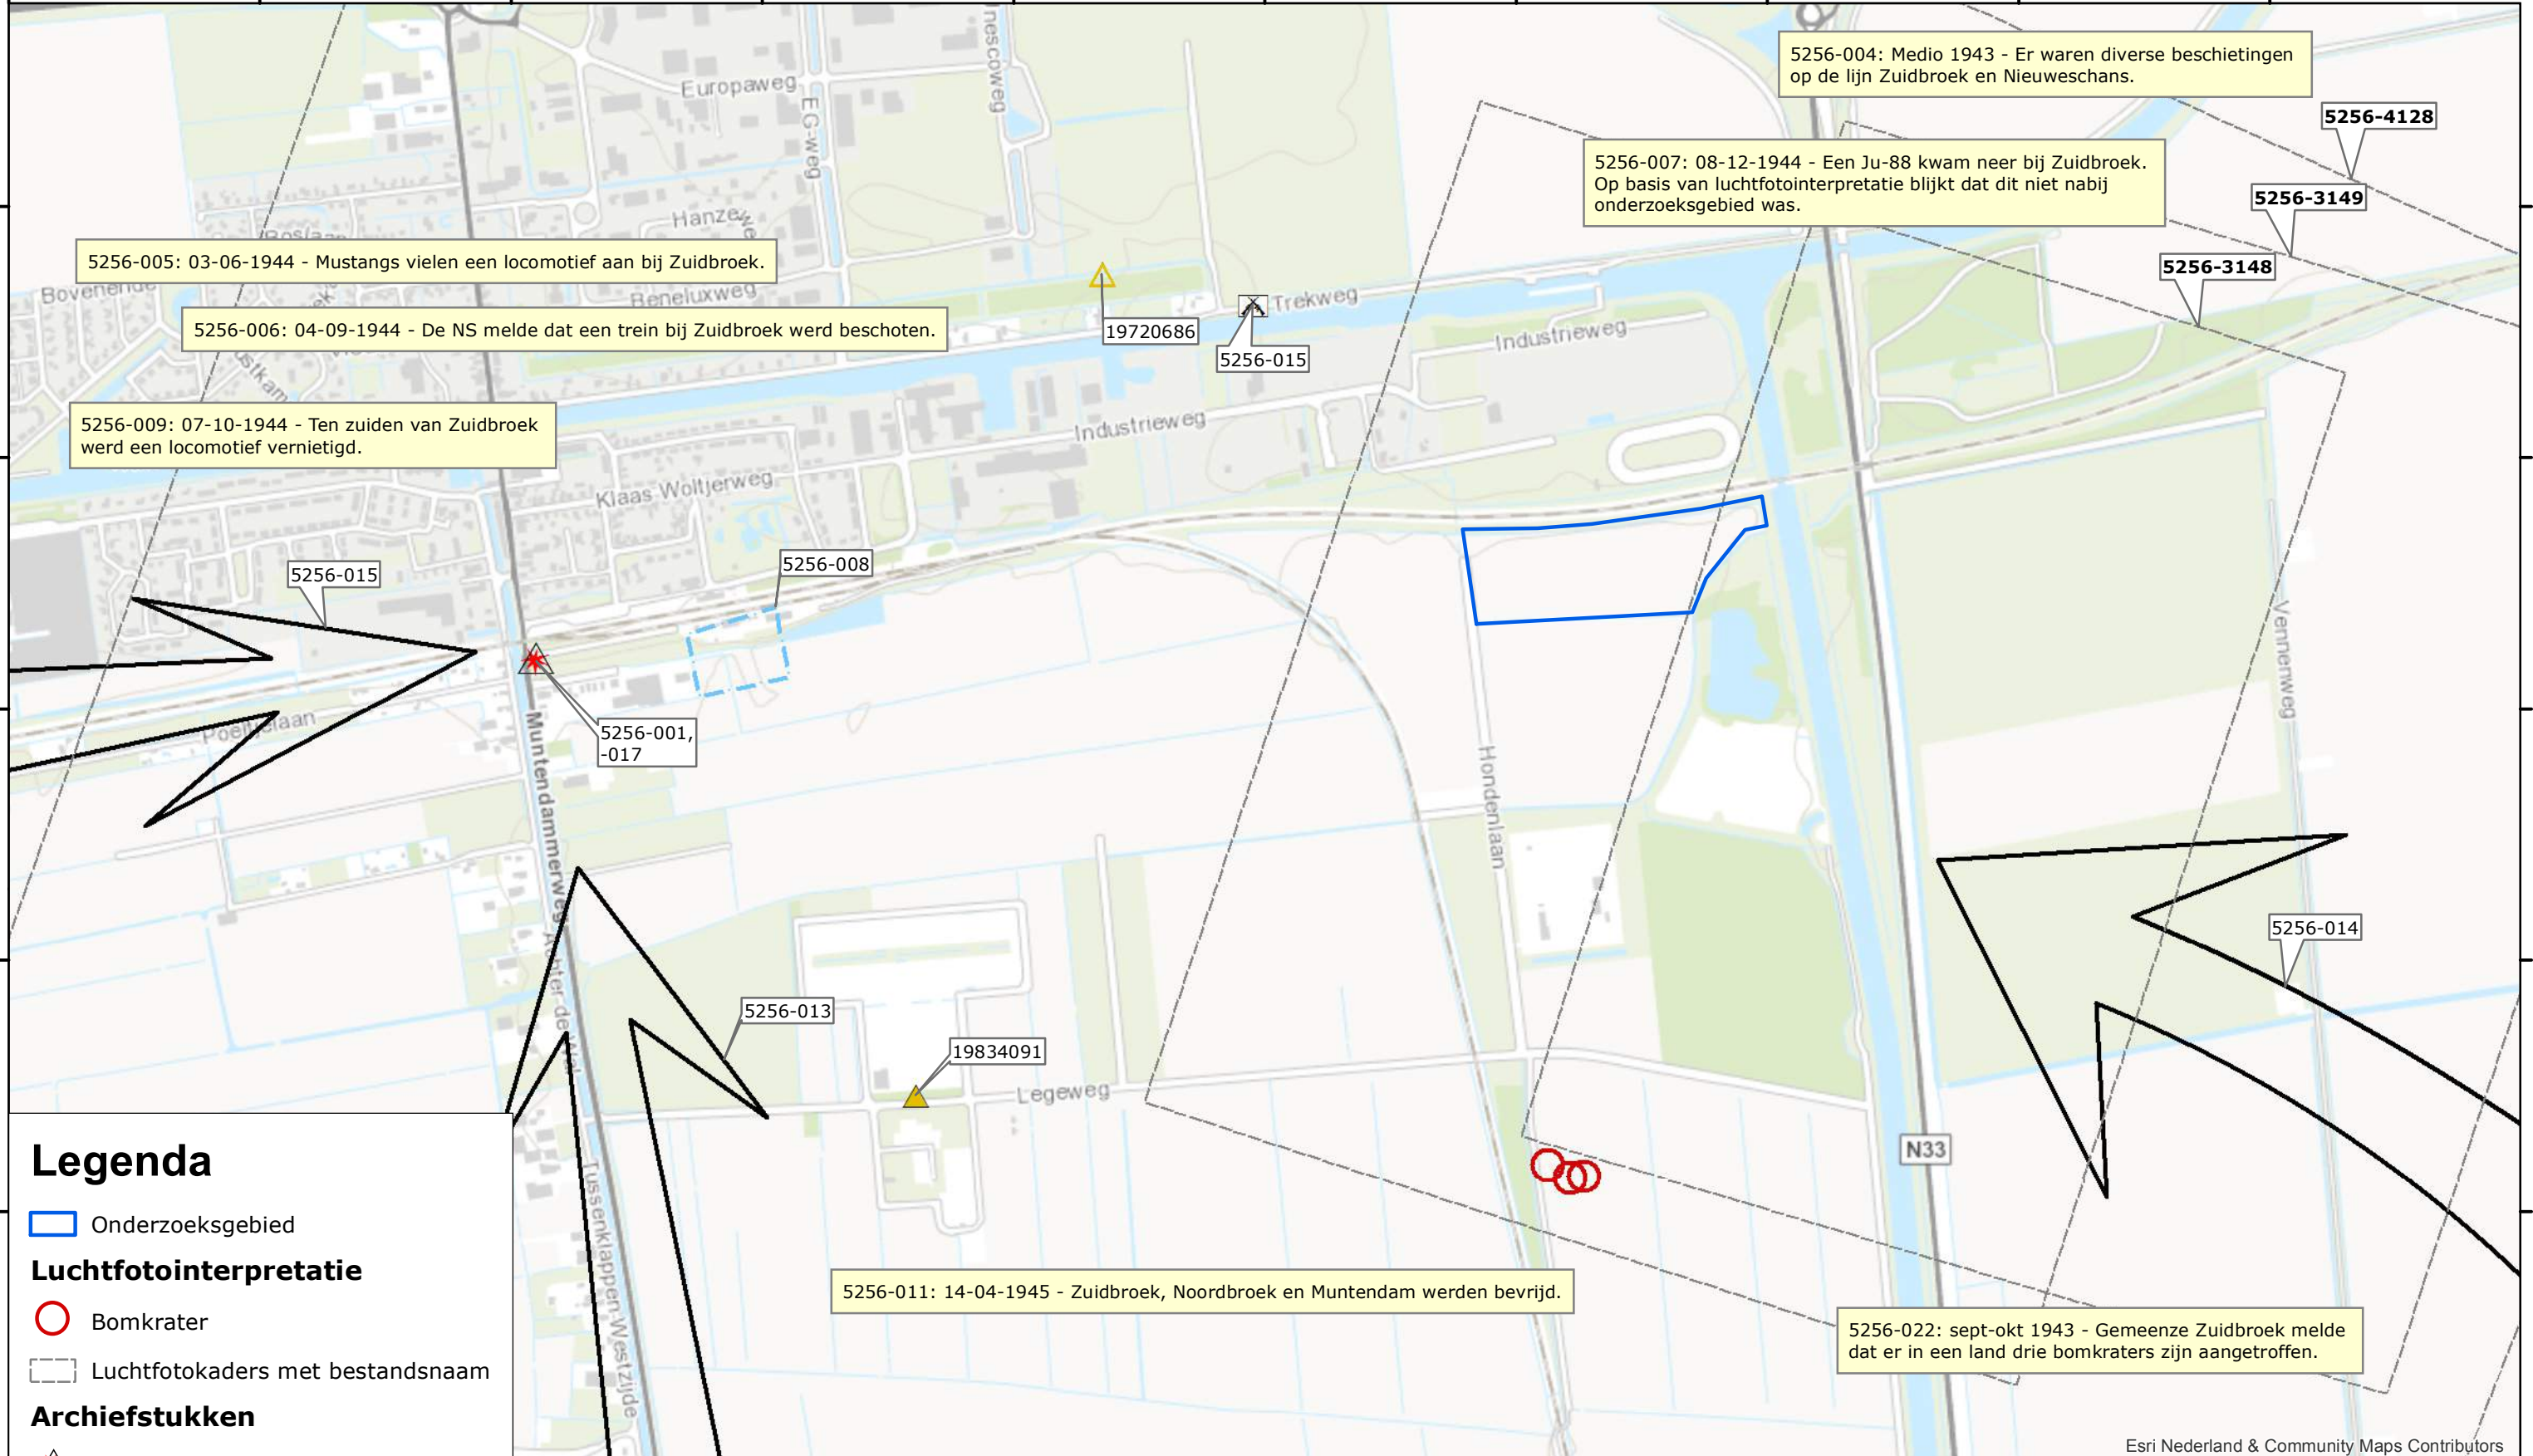 Europaweg
EG-weg
nescoweg
5256-004: Medio 1943 - Er waren diverse beschietingen
op de lijn Zuidbroek en Nieuweschans.
5256-4128
5256-007: 08-12-1944 - Een Ju-88 kwam neer bij Zuidbroek.
Op basis van luchtfotointerpretatie blijkt dat dit niet nabij
onderzoeksgebied was.
5256-3149
5256-3148
5256-005: 03-06-1944 - Mustangs vielen een locomotief aan bij Zuidbroek.
Bovenende
Beneluxweg
5256-006: 04-09-1944 - De NS melde dat een trein bij Zuidbroek werd beschoten.
19720686
Trekweg
5256-015
Industrieweg
5256-009: 07-10-1944 - Ten zuiden van Zuidbroek
werd een locomotief vernietigd.
Industrieweg
Klaas Woltjerweg
5256-008
5256-015
5256-001,
-017
Muntendammerweg
Hondenlaan
Vennerweg
5256-014
Achter de Wal
5256-013
19834091
Legeweg
N33
Tussenklappen Westzijde
5256-011: 14-04-1945 - Zuidbroek, Noordbroek en Muntendam werden bevrijd.
5256-022: sept-okt 1943 - Gemeenze Zuidbroek melde
dat er in een land drie bomkraters zijn aangetroffen.
Legenda
Onderzoeksgebied
Luchtfotointerpretatie
Bomkrater
Luchtfotokaders met bestandsnaam
Archiefstukken
Esri Nederland & Community Maps Contributors